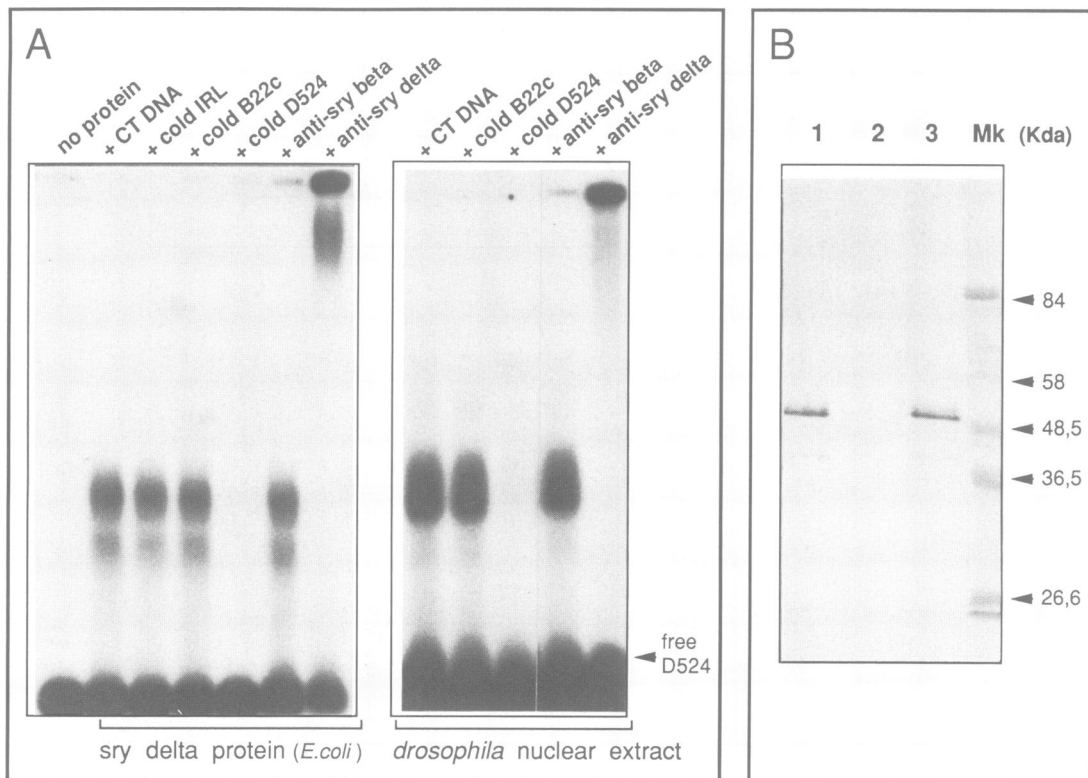 A
no protein
+ CT DNA
+ cold IRL
+ cold B22c
+ cold D524
+ anti-sry beta
+ anti-sry delta
+ CT DNA
+ cold B22c
+ cold D524
+ anti-sry beta
+ anti-sry delta
free
D524
sry delta protein (E.coli)
drosophila nuclear extract
B
1 2 3 Mk (Kda)
84
58
48,5
36,5
26,6